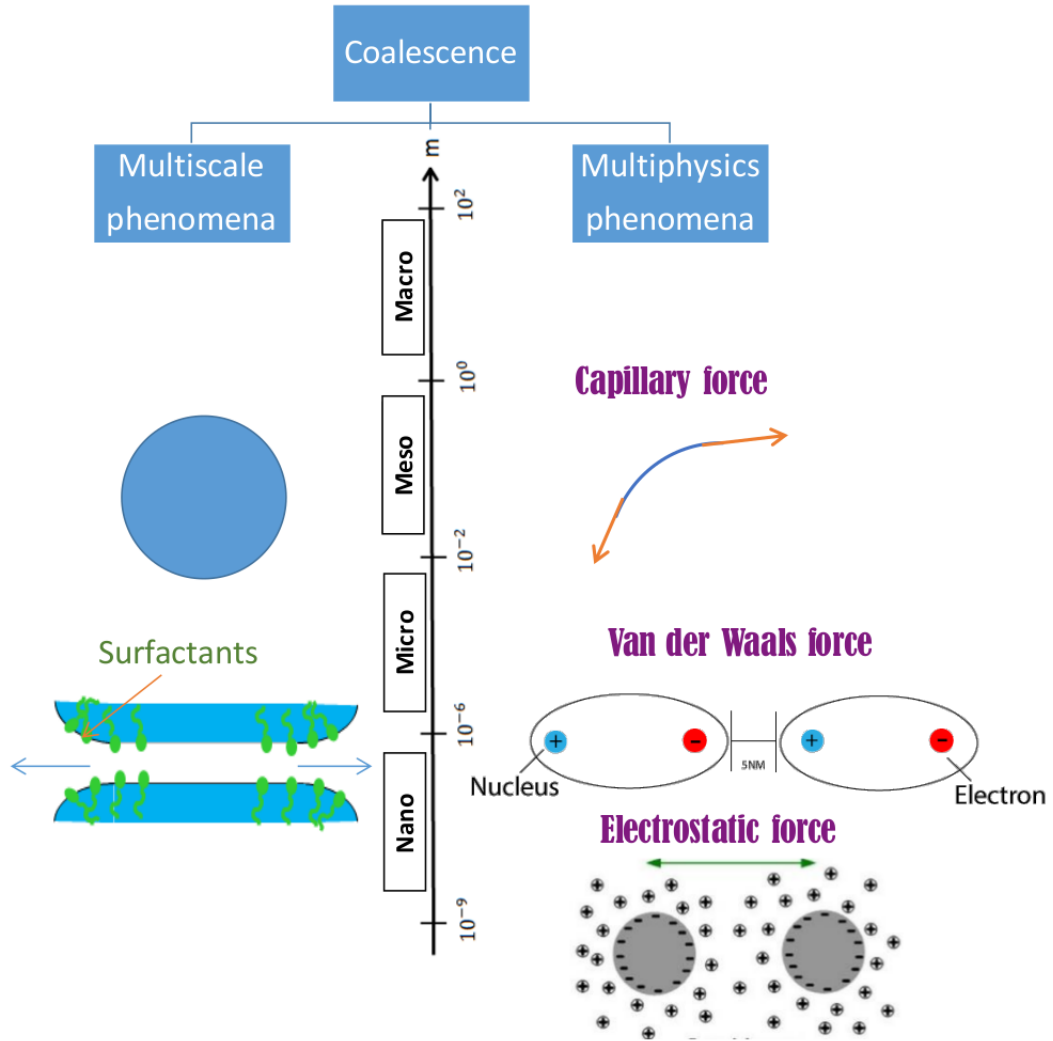 Coalescence
Multiscale
phenomena
Multiphysics
phenomena
m
10²
Macro
10⁰
Capillary force
Meso
10⁻²
Micro
Van der Waals force
Surfactants
10⁻⁶
+
-
5NM
+
-
Nucleus
Electron
Nano
Electrostatic force
10⁻⁹